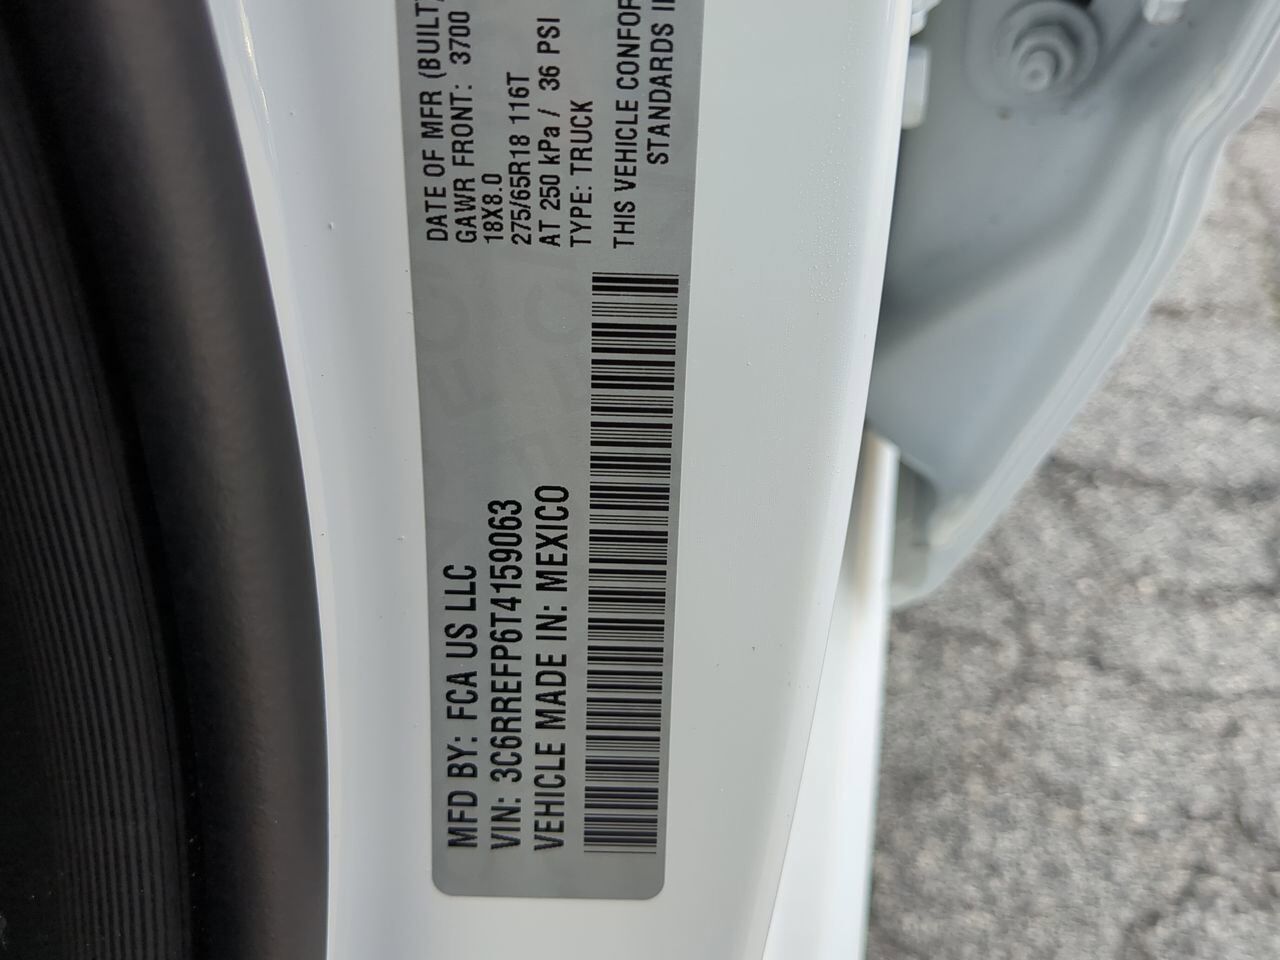 MFD BY: FCA US LLC
VIN: 3C6RREFP6T4159063
VEHICLE MADE IN: MEXICO
DATE OF MFR (BUILT)
GAWR FRONT: 3700
18X8.0
275/65R18 116T
AT 250 kPa / 36 PSI
TYPE: TRUCK
THIS VEHICLE CONFOR
STANDARDS